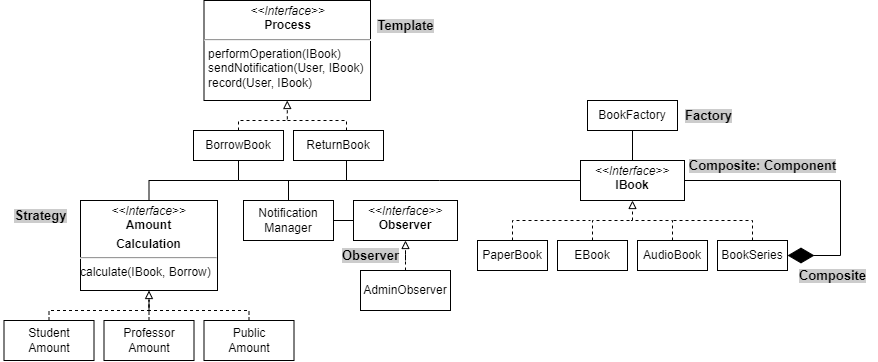 <<Interface>>
Process
Template
performOperation(IBook)
sendNotification(User, IBook)
record(User, IBook)
BookFactory
Factory
BorrowBook
ReturnBook
Composite: Component
<<Interface>>
IBook
Strategy
<<Interface>>
Amount
Calculation
calculate(IBook, Borrow)
Notification
Manager
<<Interface>>
Observer
Observer
AdminObserver
PaperBook
EBook
AudioBook
BookSeries
Composite
Student
Amount
Professor
Amount
Public
Amount